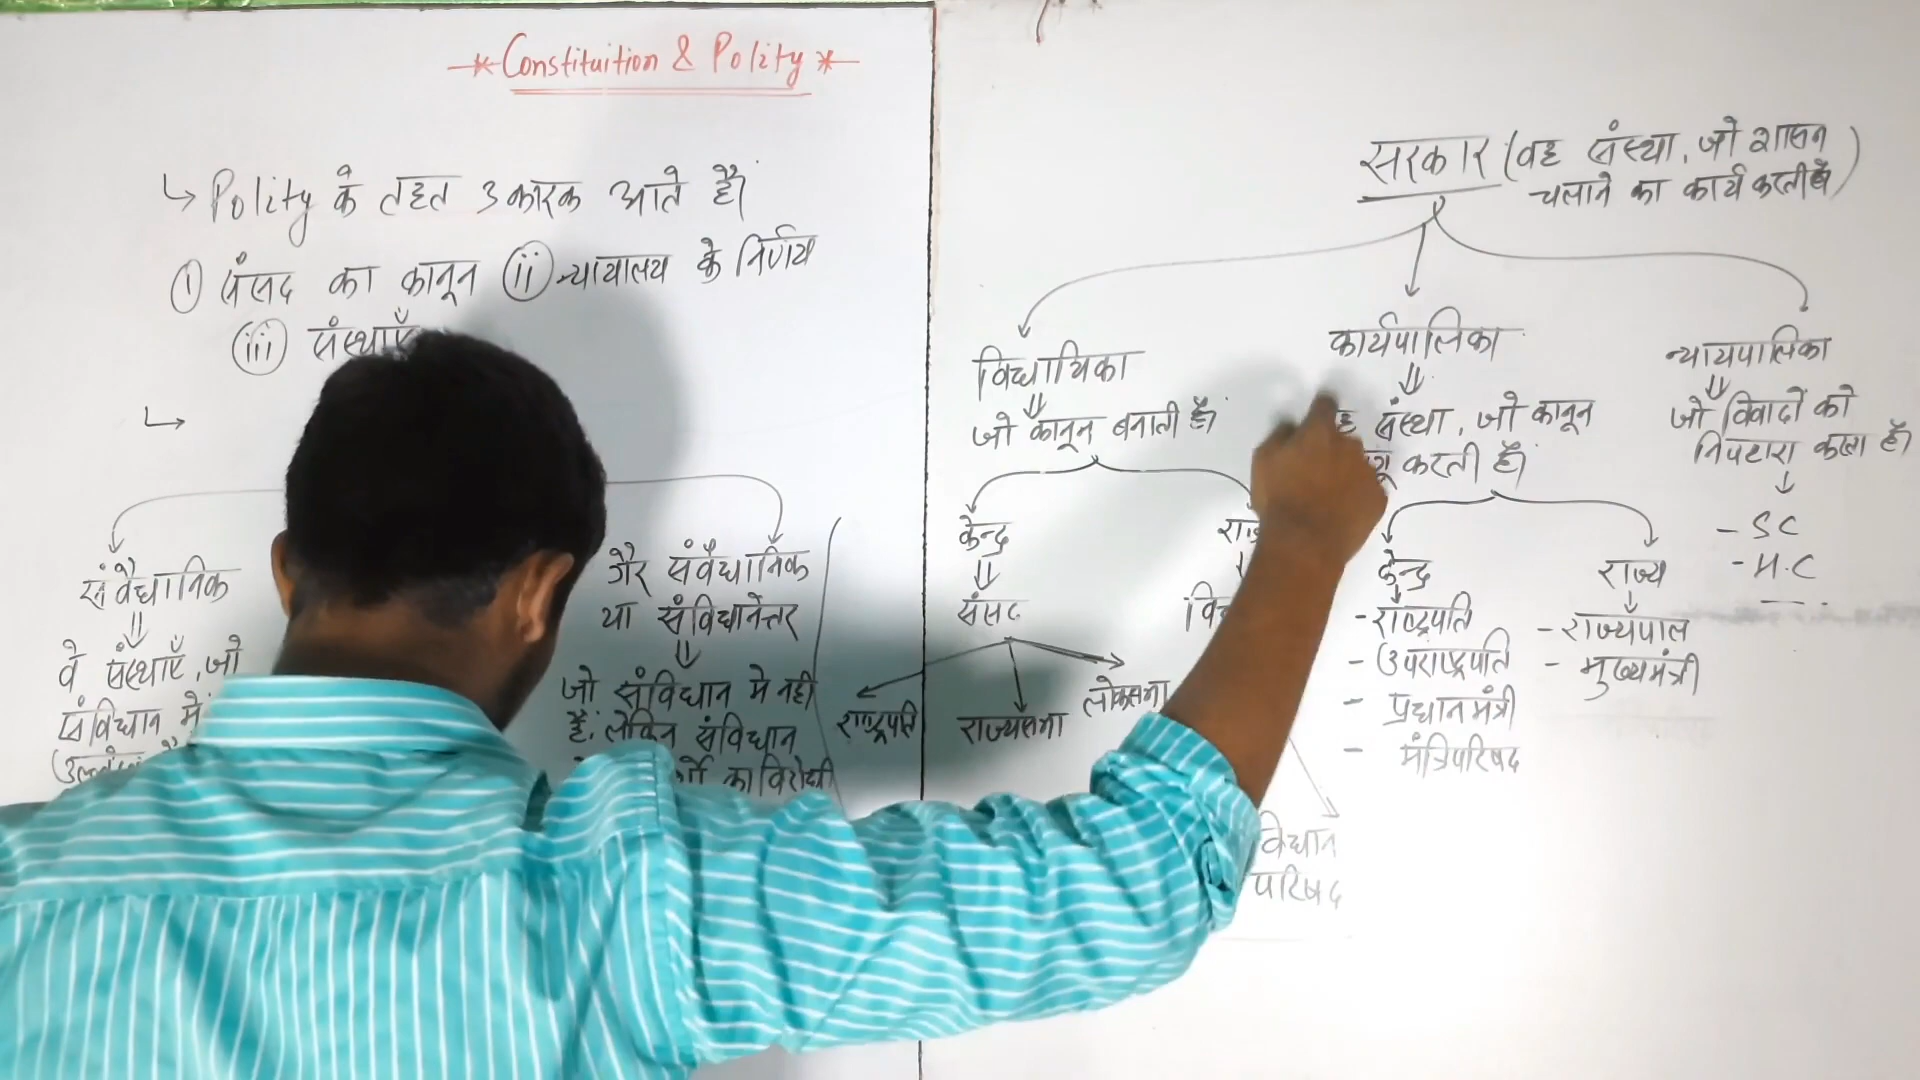 Constituition & Polity
Polity के तहत 3 कारक आते हैं।
① संसद का कानून (ii) न्यायालय के निर्णय
(iii) संस्थाएँ
संवैधानिक
वे संस्थाएँ, जो
संविधान में
गैर संवैधानिक
या संविधानेत्तर
जो संविधान मे नही
है; लेकिन संविधान
का विरोधी
सरकार (वह संस्था, जो शासन
चलाने का कार्य करती है)
विधायिका
जो कानून बनाती है।
केन्द्र
संसद
राष्ट्रपति
राज्यसभा
लोकसभा
विधान
परिषद
कार्यपालिका
संस्था, जो कानून
करती है।
केन्द्र
- राष्ट्रपति
- उपराष्ट्रपति
- प्रधानमंत्री
- मंत्रिपरिषद
राज्य
- राज्यपाल
- मुख्यमंत्री
न्यायपालिका
जो विवादों को
निपटारा करता है।
- SC
- H.C